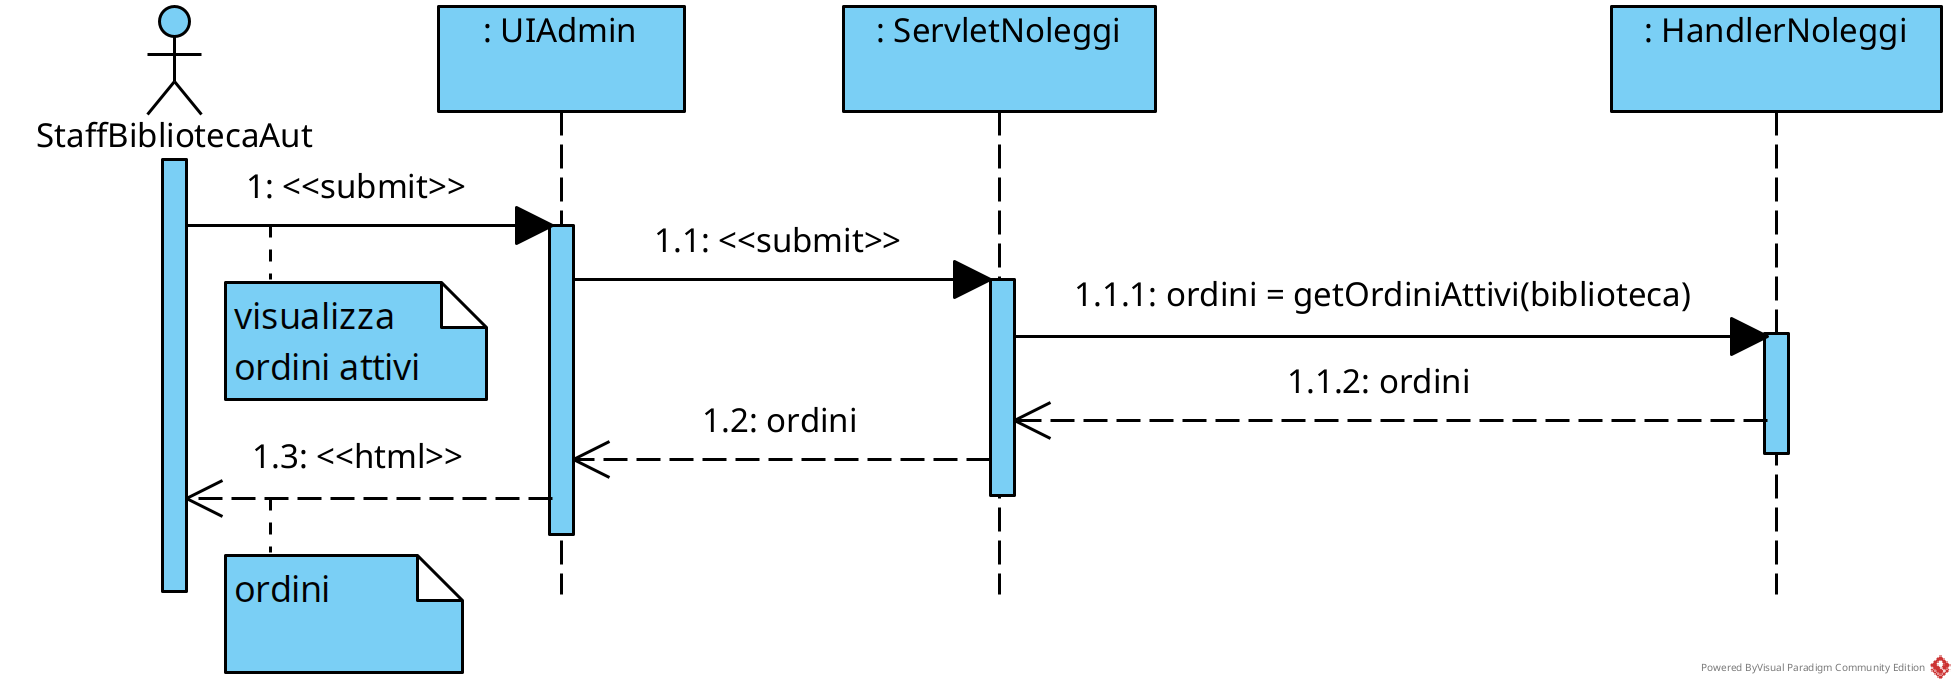 : UIAdmin
: ServletNoleggi
: HandlerNoleggi
StaffBibliotecaAut
1: <<submit>>
1.1: <<submit>>
1.1.1: ordini = getOrdiniAttivi(biblioteca)
visualizza
ordini attivi
1.1.2: ordini
1.2: ordini
1.3: <<html>>
ordini
Powered ByVisual Paradigm Community Edition